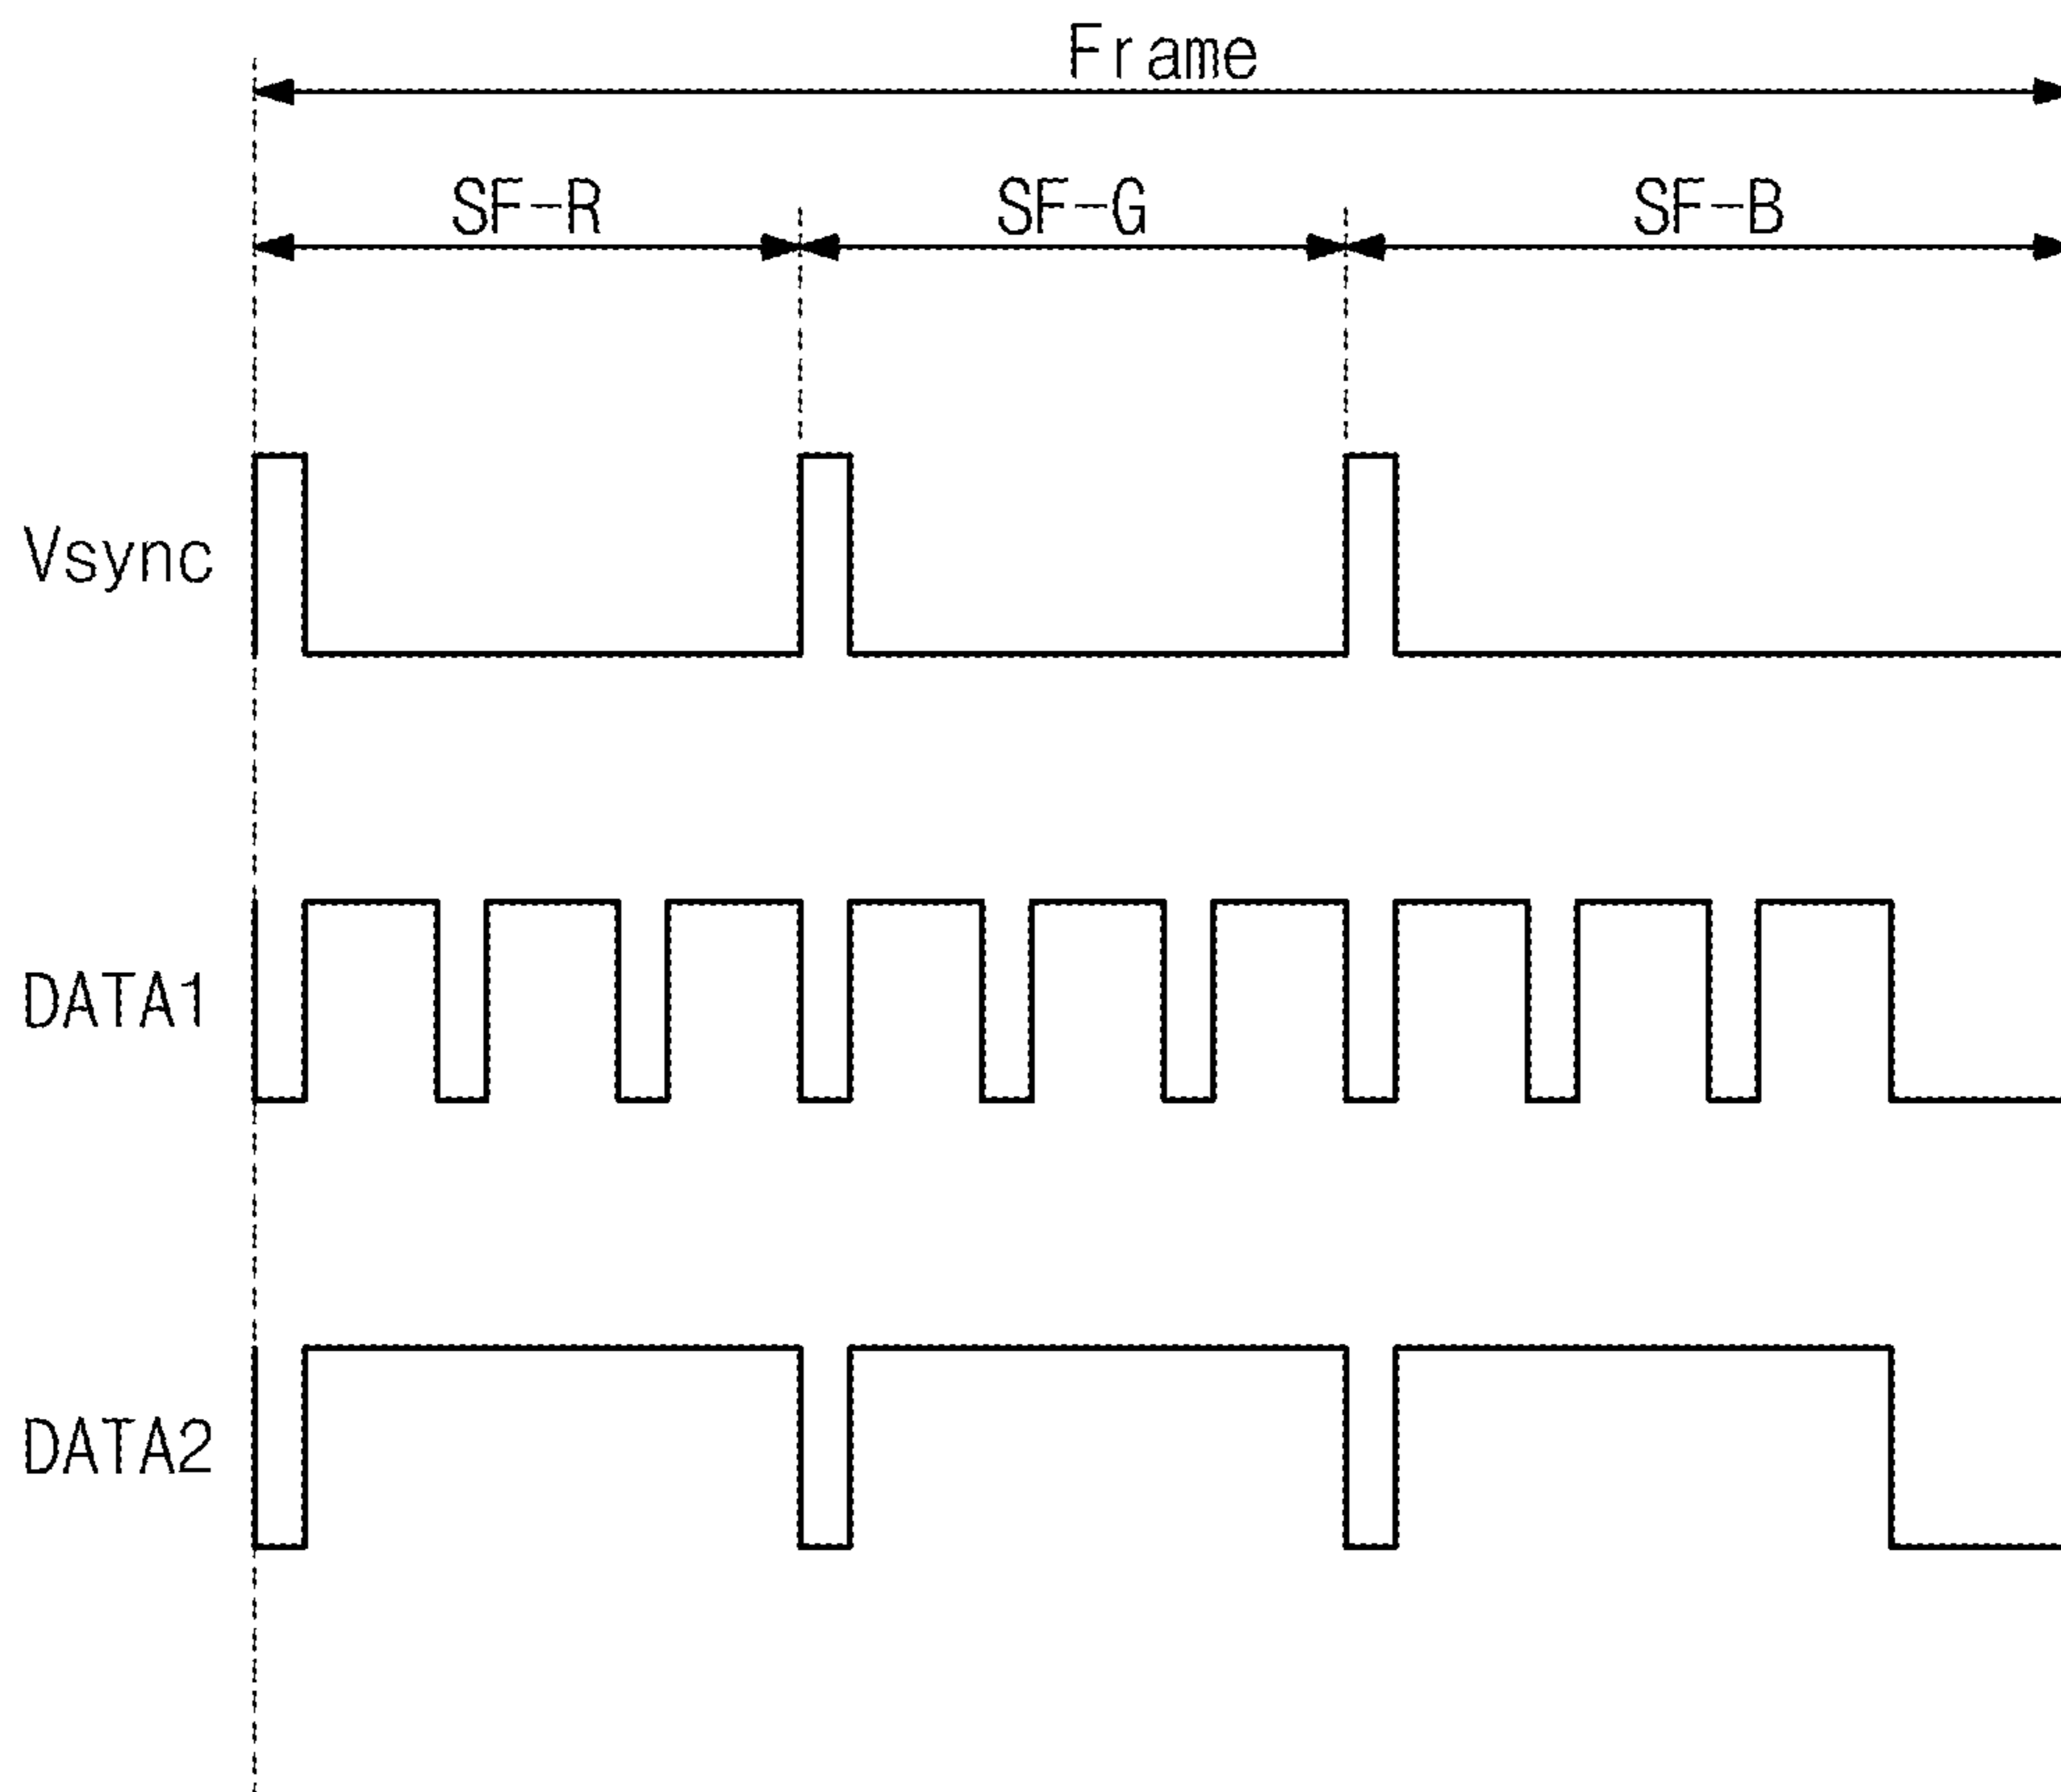 Frame
SF-R SF-G SF-B
Vsync
DATA1
DATA2